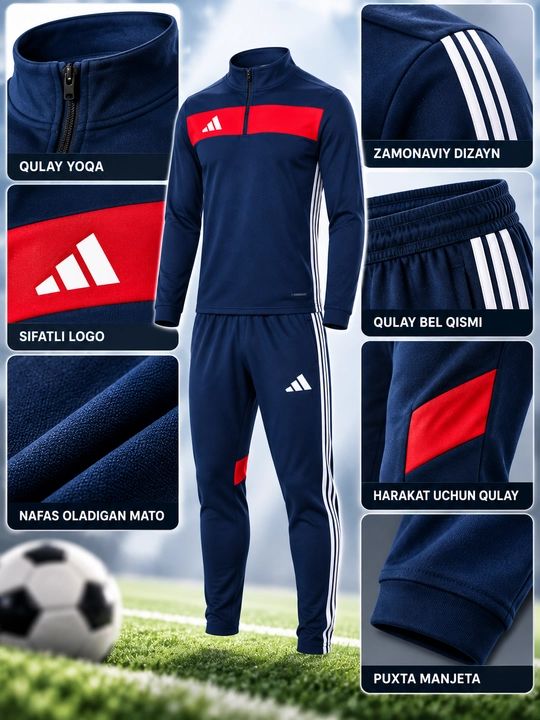 QULAY YOQA
ZAMONAVIY DIZAYN
SIFATLI LOGO
QULAY BEL QISMI
NAFAS OLADIGAN MATO
HARAKAT UCHUN QULAY
PUXTA MANJETA